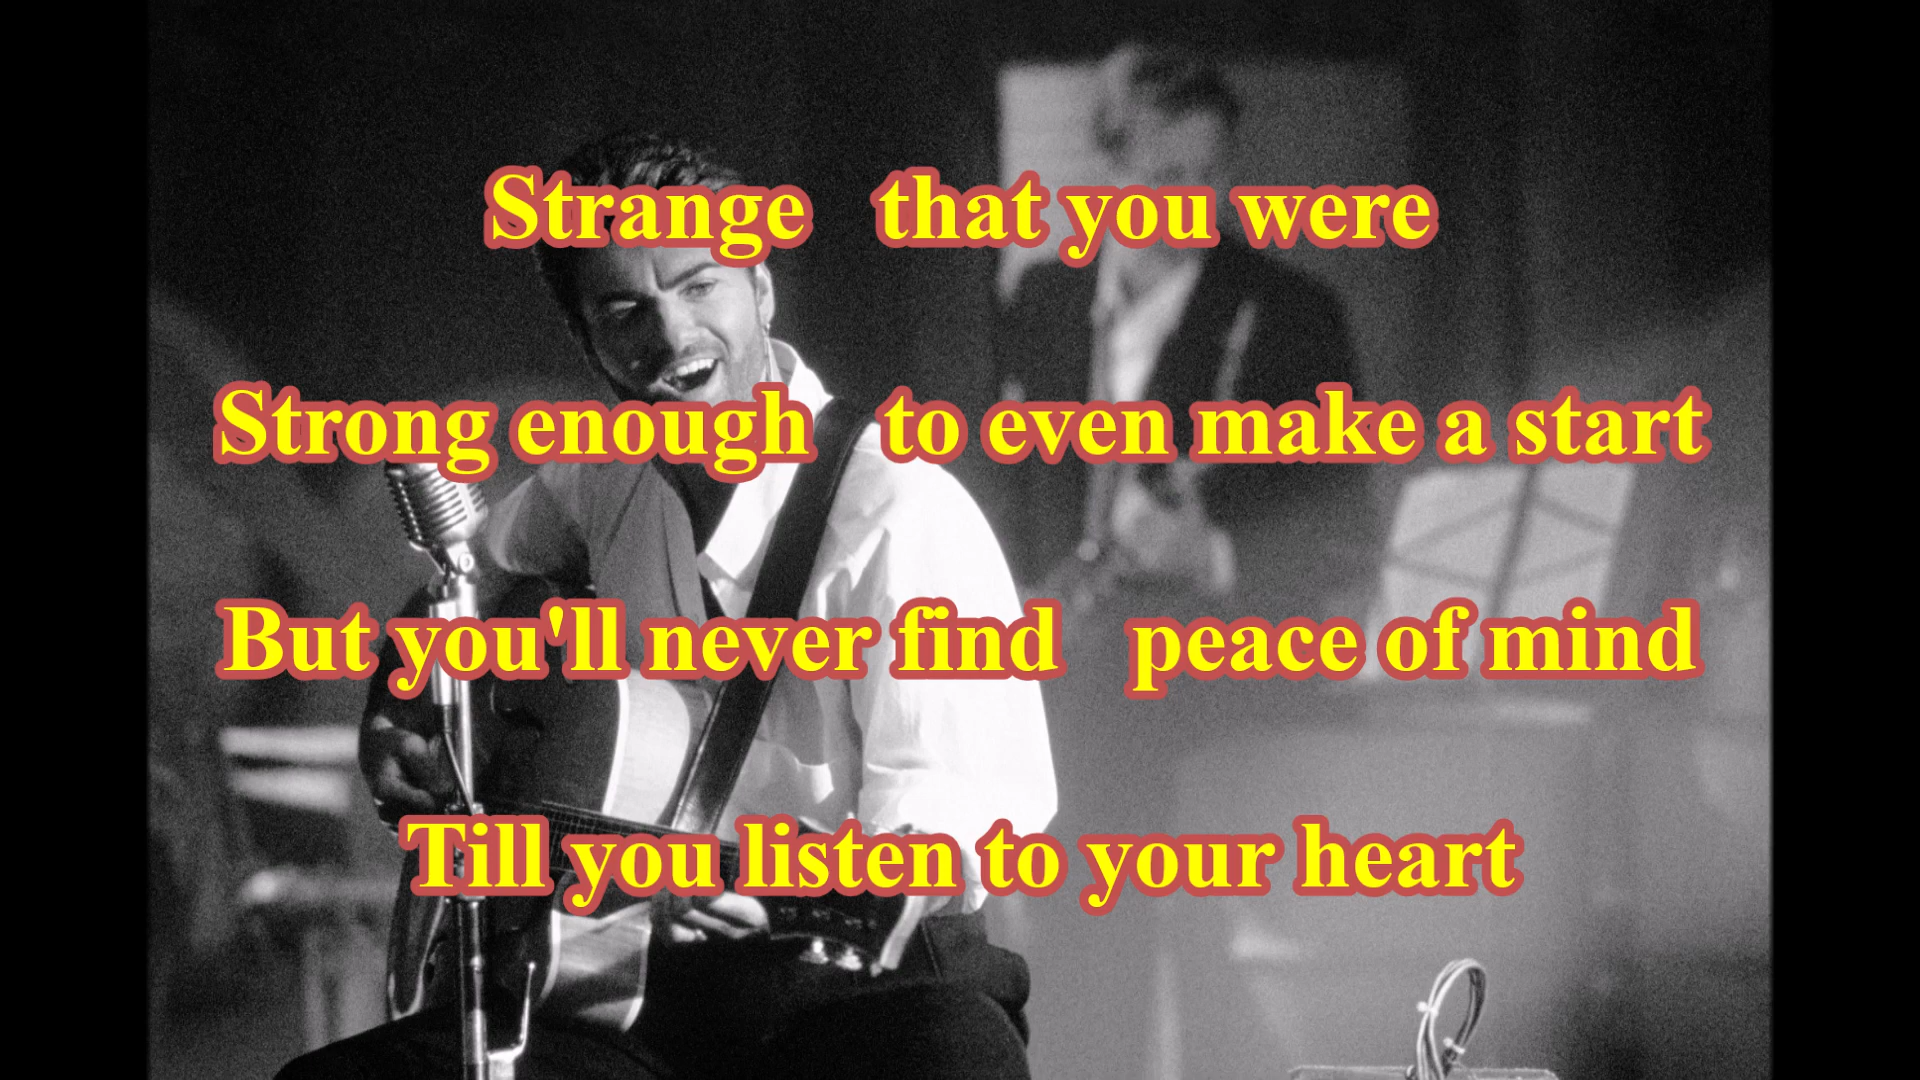 Strange that you were
Strong enough to even make a start
But you'll never find peace of mind
Till you listen to your heart